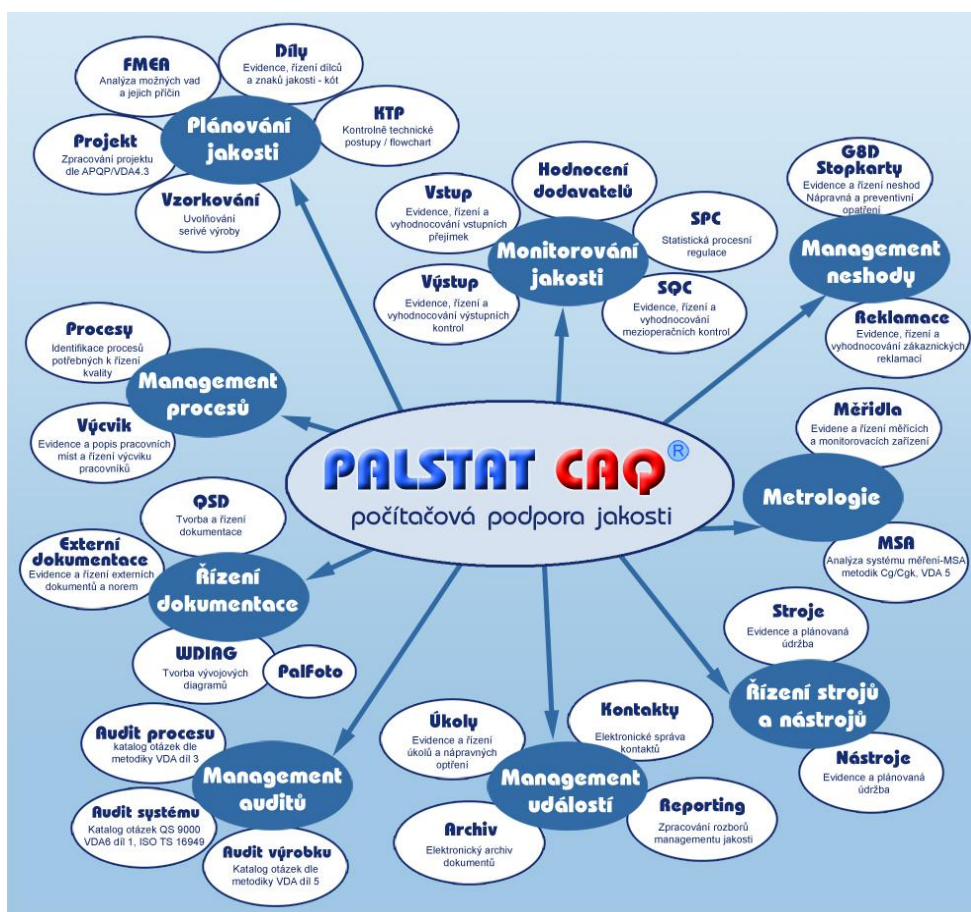 FMEA
Analýza možných vad
a jejich příčin
Díly
Evidence, řízení dílců
a znaků jakosti - kót
KTP
Kontrolně technické
postupy / flowchart
Plánování
jakosti
Projekt
Zpracování projektu
dle APQP/VDA4.3
Vzorkování
Uvolňování
serivé výroby
Hodnocení
dodavatelů
Vstup
Evidence, řízení a
vyhodnocování vstupních
přejímek
SPC
Statistická procesní
regulace
Monitorování
jakosti
Výstup
Evidence, řízení a
vyhodnocování výstupních
kontrol
SQC
Evidence, řízení a
vyhodnocování
mezioperačních kontrol
G8D
Stopkarty
Evidence a řízení neshod
Nápravná a preventivní
opatření
Management
neshody
Reklamace
Evidence, řízení a
vyhodnocování zákaznických
reklamací
Procesy
Identifikace procesů
potřebných k řízení
kvality
Management
procesů
Výcvik
Evidence a popis pracovních
míst a řízení výcviku
pracovníků
PALSTAT CAQ ®
počítačová podpora jakosti
Měřidla
Evidene a řízení měřících
a monitorovacích zařízení
Metrologie
MSA
Analýza systému měření-MSA
metodik Cg/Cgk, VDA 5
QSD
Tvorba a řízení
dokumentace
Externí
dokumentace
Evidence a řízení externích
dokumentů a norem
Řízení
dokumentace
WDIAG
Tvorba vývojových
diagramů
PalFoto
Stroje
Evidence a plánovaná
údržba
Řízení strojů
a nástrojů
Nástroje
Evidence a plánovaná
údržba
Audit procesu
katalog otázek dle
metodiky VDA díl 3
Management
auditů
Audit systému
Katalog otázek QS 9000
VDA6 díl 1, ISO TS 16949
Audit výrobku
Katalog otázek dle
metodiky VDA díl 5
Úkoly
Evidence a řízení
úkolů a nápravných
optření
Kontakty
Elektronické správa
kontaktů
Management
událostí
Archiv
Elektronický archiv
dokumentů
Reporting
Zpracování rozborů
managementu jakosti